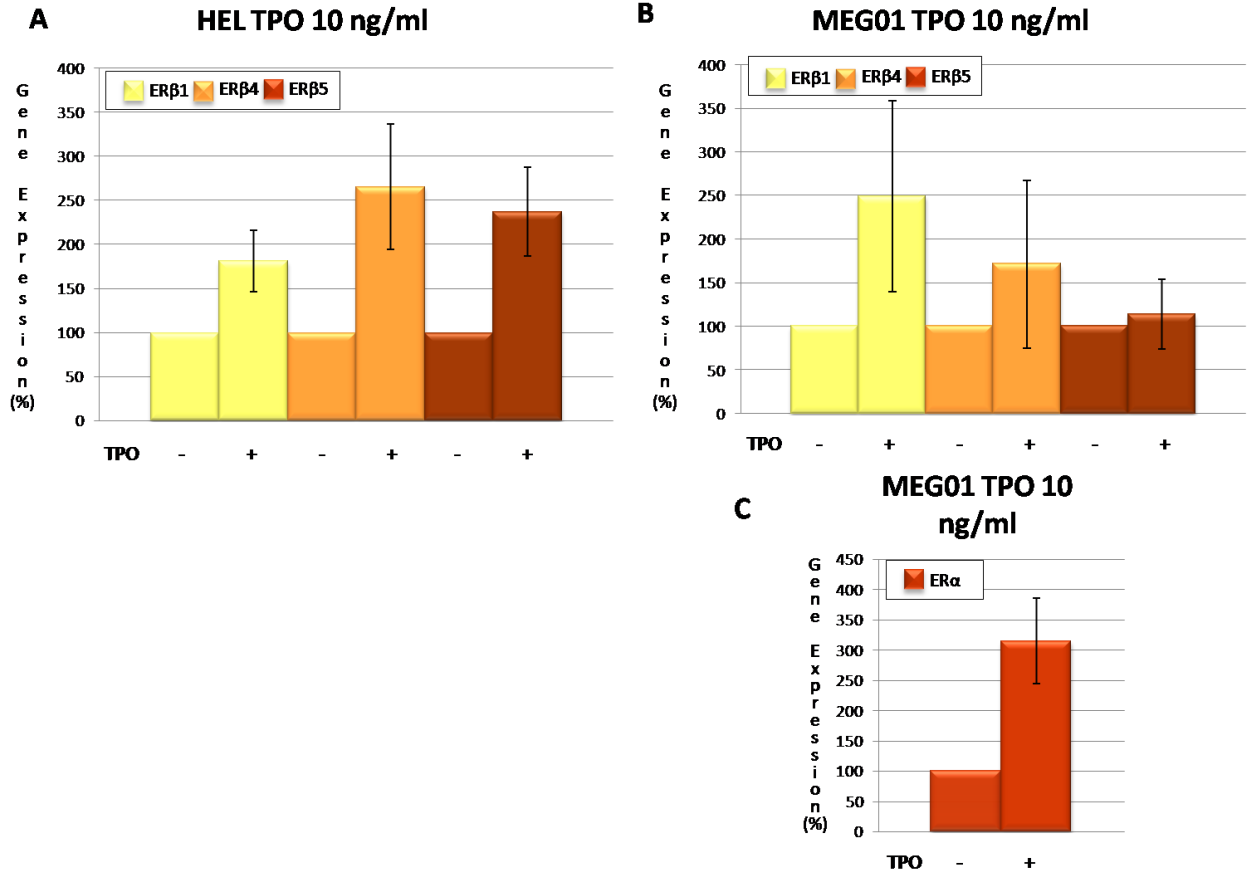 A
HEL TPO 10 ng/ml
Gene Expression (%)
400
350
300
250
200
150
100
50
0
ERβ1 ERβ4 ERβ5
TPO - + - + - +
B
MEG01 TPO 10 ng/ml
Gene Expression (%)
400
350
300
250
200
150
100
50
0
ERβ1 ERβ4 ERβ5
TPO - + - + - +
C
MEG01 TPO 10
ng/ml
Gene Expression (%)
450
400
350
300
250
200
150
100
50
0
ERα
TPO - +